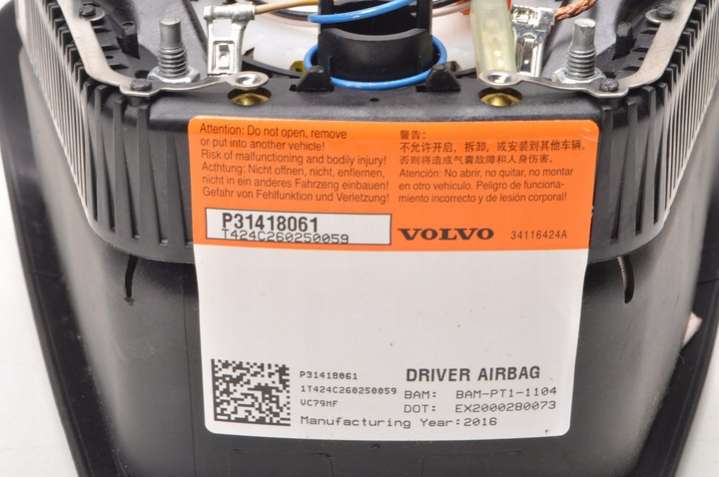 Attention: Do not open, remove
or put into another vehicle!
Risk of malfunctioning and bodily injury!
Achtung: Nicht öffnen, nicht, enflernen,
nicht in ein anderes Fahrzeng einbauen!
Gefahr von Fehlfunktion und Verletzung!
警告:
不允许开启，拆卸，或安装到其他车辆，
否则将造成气囊故障和人身伤害。
Atención: No abrir, no quitar, no montar
en otro vehiculo. Peligro de funciona-
miento incorrecto y de lesión corporal!
P31418061
T424C260250059
VOLVO
34116424A
P31418061
1T424C260250059
VC79MF
DRIVER AIRBAG
BAM: BAM-PT1-1104
DOT: EX2000280073
Manufacturing Year:2016